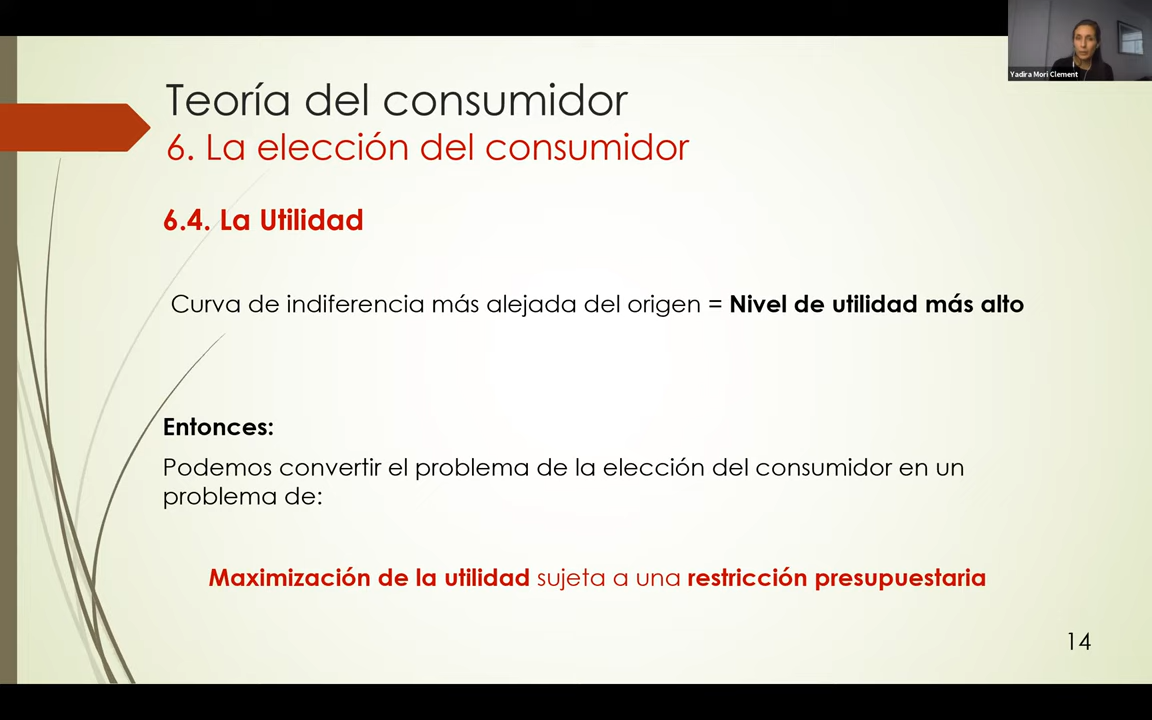 Yadira Mori Clement
Teoría del consumidor
6. La elección del consumidor
6.4. La Utilidad
Curva de indiferencia más alejada del origen = Nivel de utilidad más alto
Entonces:
Podemos convertir el problema de la elección del consumidor en un
problema de:
Maximización de la utilidad sujeta a una restricción presupuestaria
14